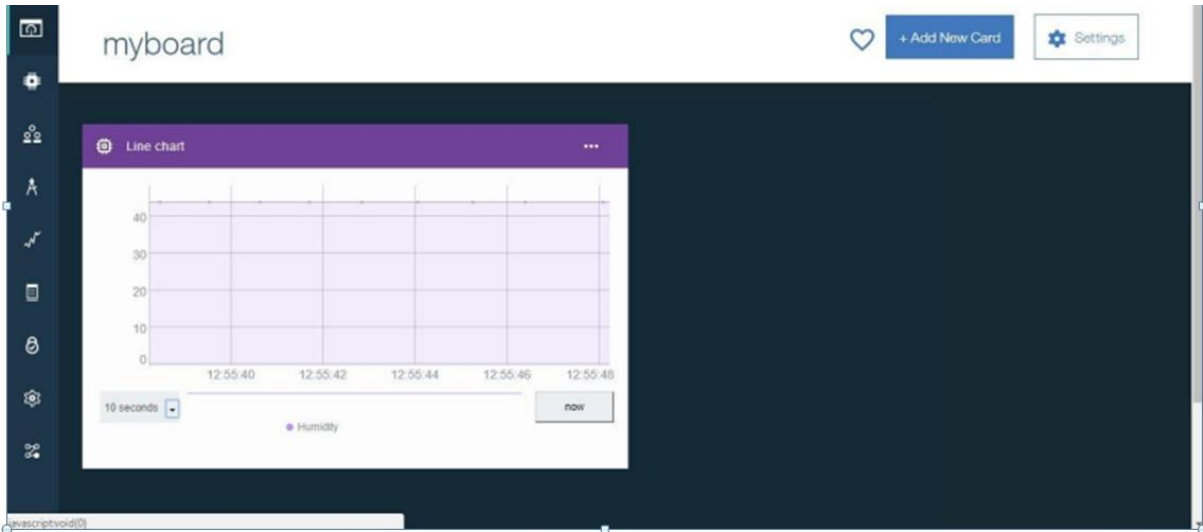 myboard
+ Add New Card
Settings
Line chart
40
30
20
10
0
12:55:40 12:55:42 12:55:44 12:55:46 12:55:48
10 seconds
now
Humidity
javascript:void(0)